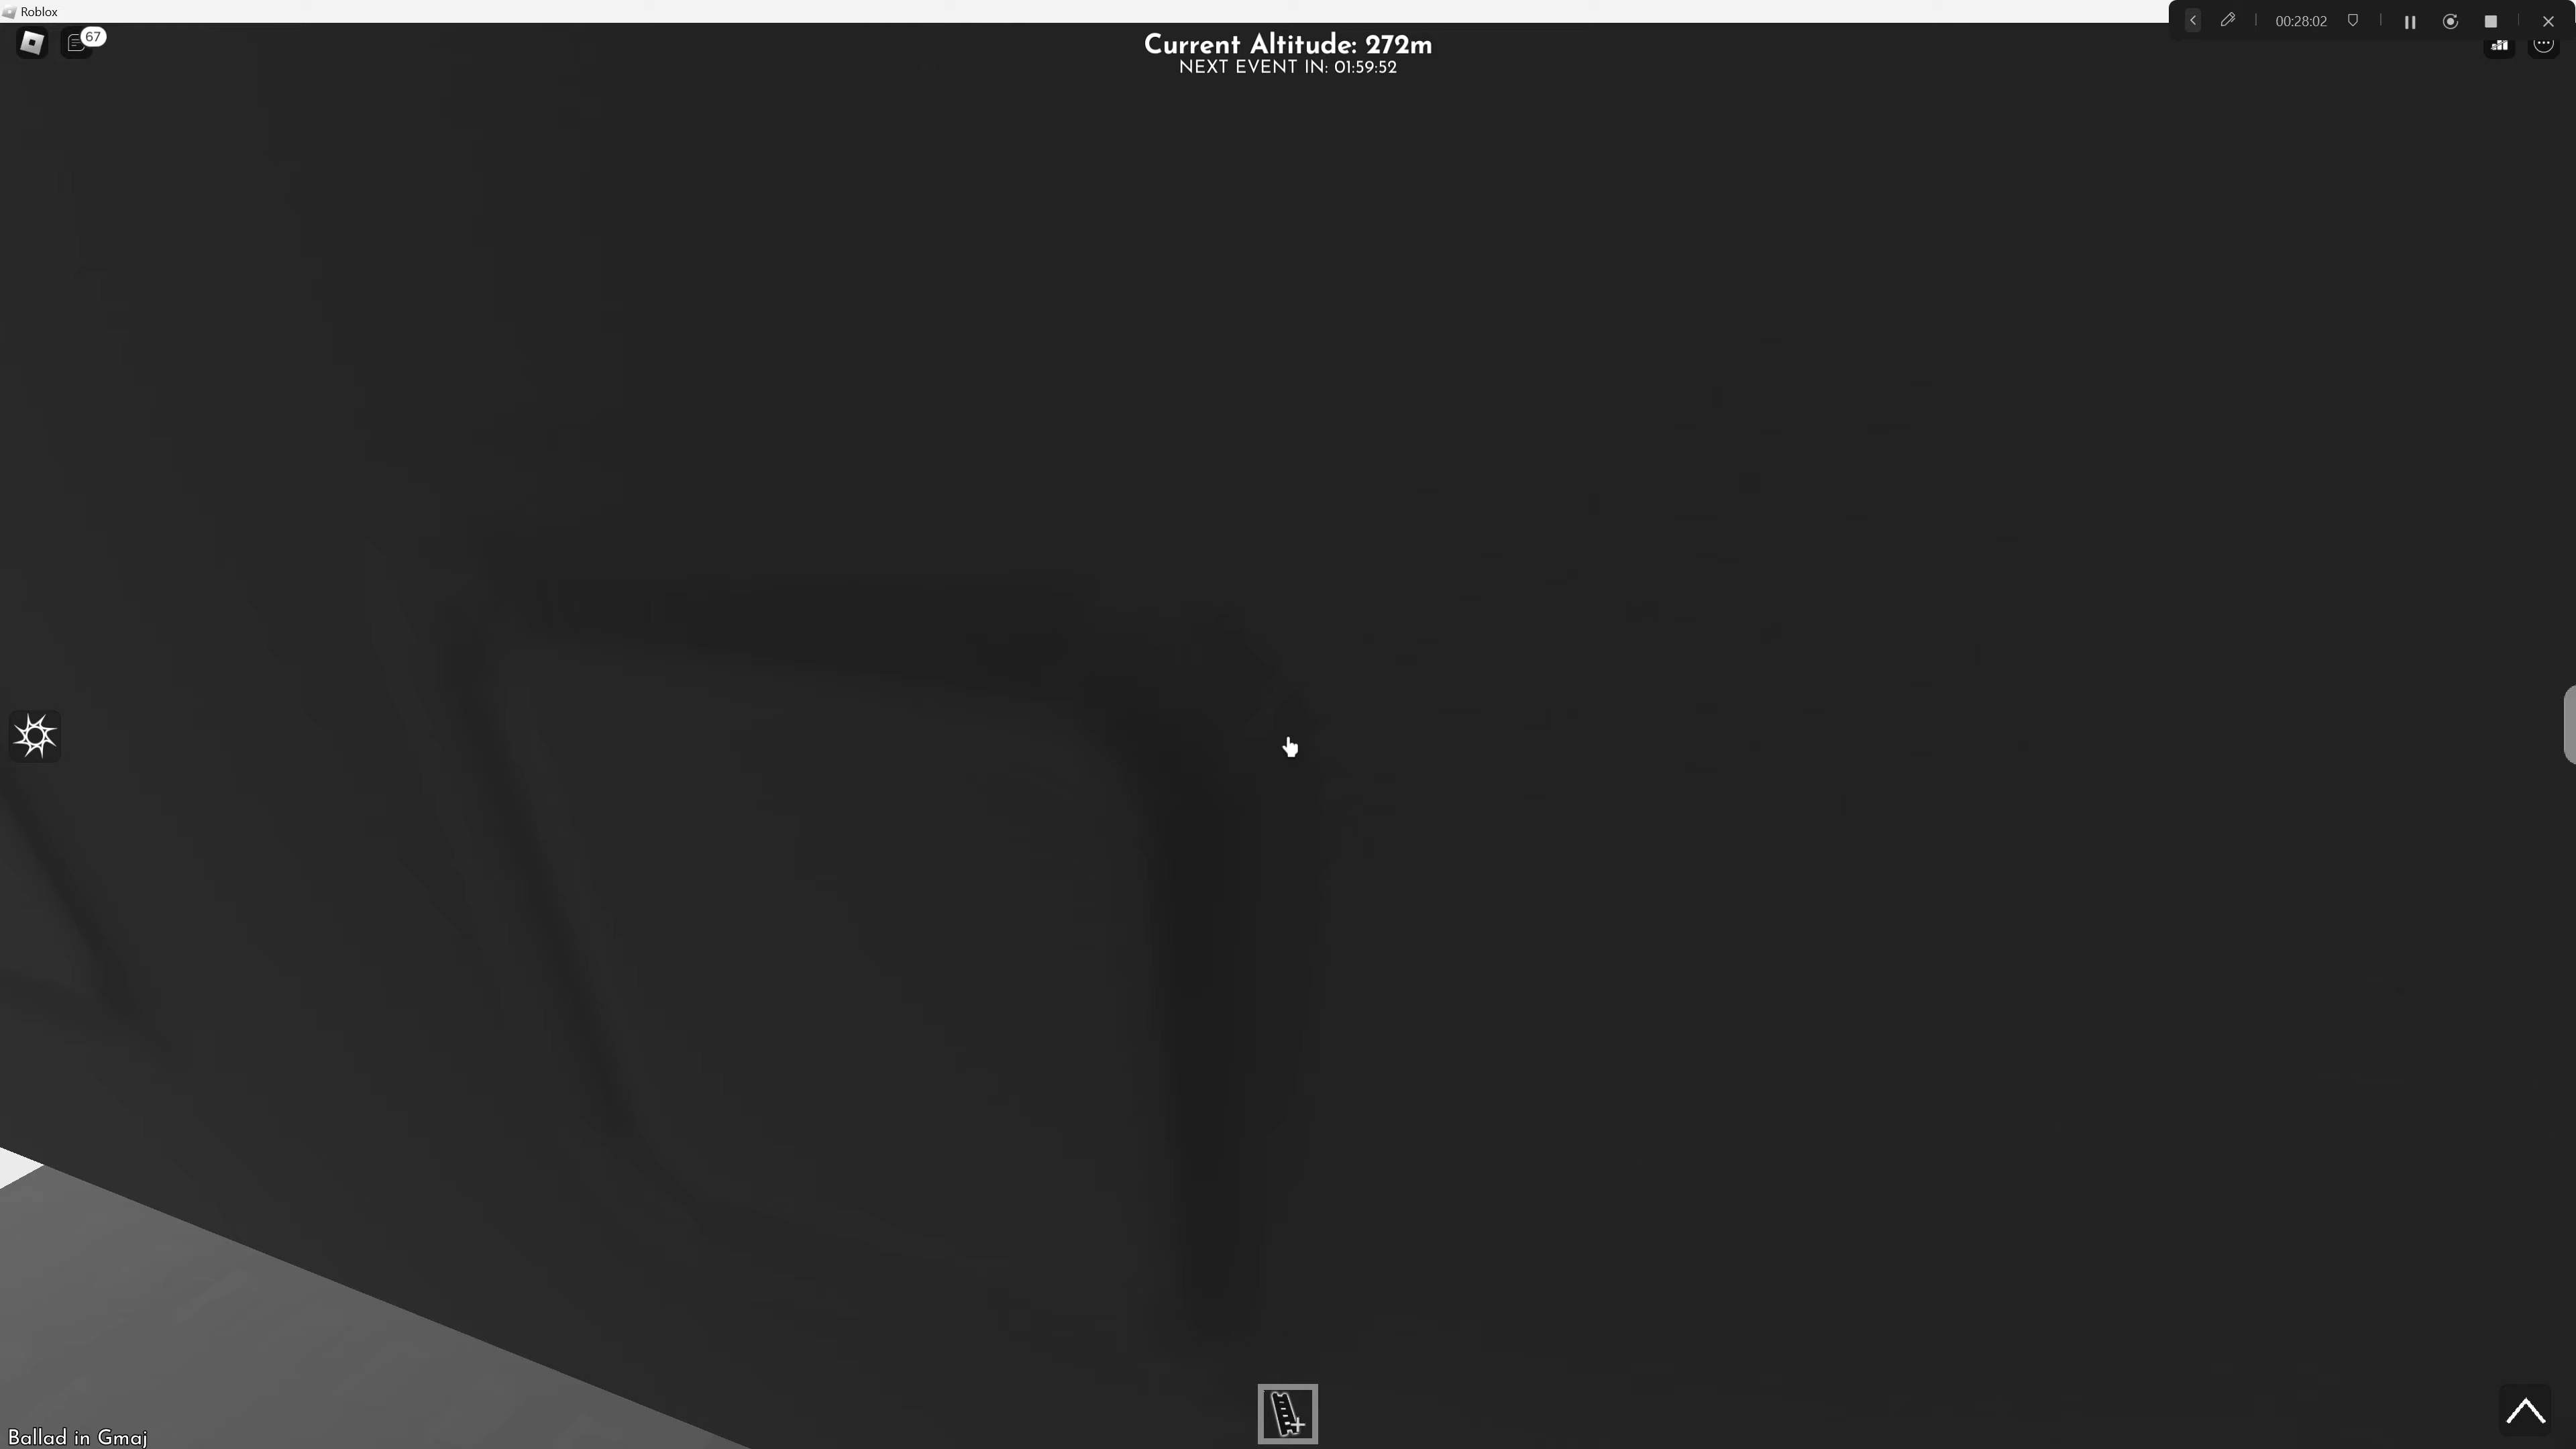 Roblox
67
00:28:02
Current Altitude: 272m
NEXT EVENT IN: 01:59:52
Ballad in Gmaj